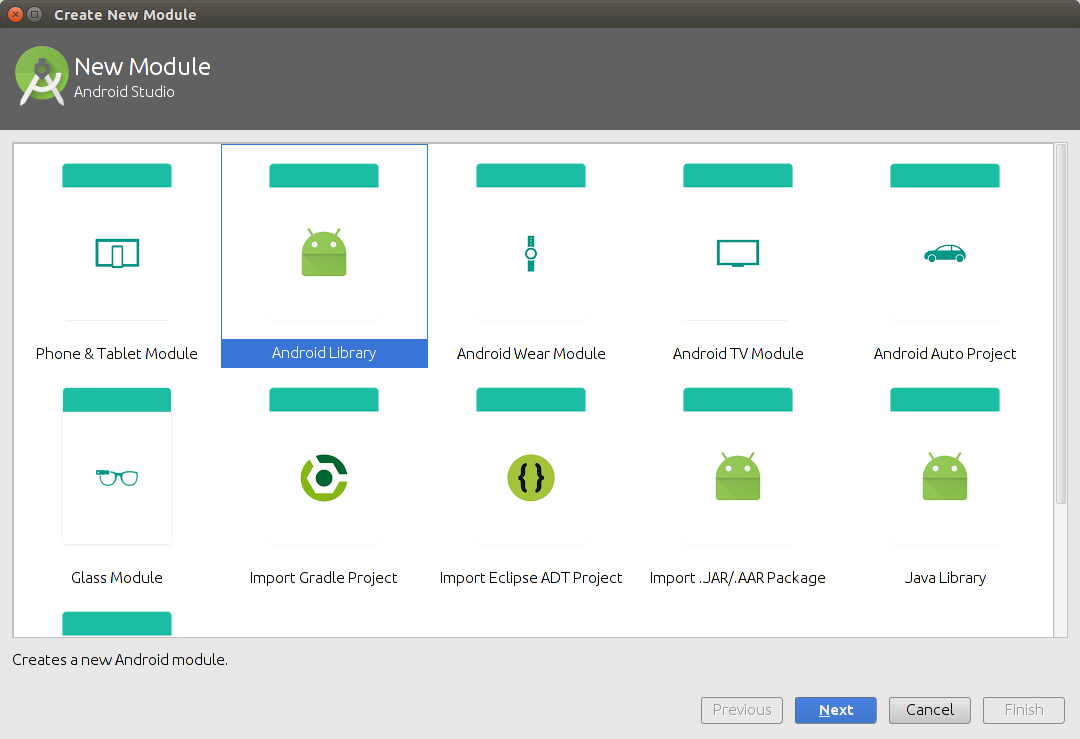 Create New Module
New Module
Android Studio
Phone & Tablet Module
Android Library
Android Wear Module
Android TV Module
Android Auto Project
{}
Glass Module
Import Gradle Project
Import Eclipse ADT Project
Import .JAR/.AAR Package
Java Library
Creates a new Android module.
Previous
Next
Cancel
Finish